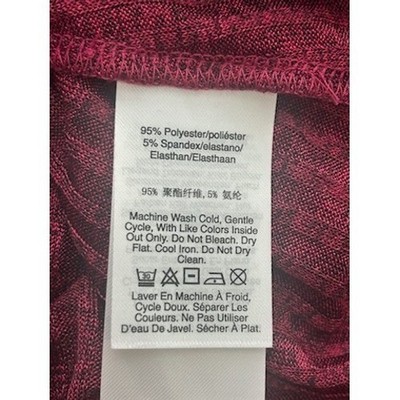 95% Polyester/poliéster
5% Spandex/elastano/
Elasthan/Elasthaan
95% 聚酯纤维,5% 氨纶
Machine Wash Cold, Gentle
Cycle, With Like Colors Inside
Out Only. Do Not Bleach. Dry
Flat. Cool Iron. Do Not Dry
Clean.
30
Laver En Machine À Froid,
Cycle Doux. Séparer Les
Couleurs. Ne Pas Utiliser
D'eau De Javel. Sécher À Plat.